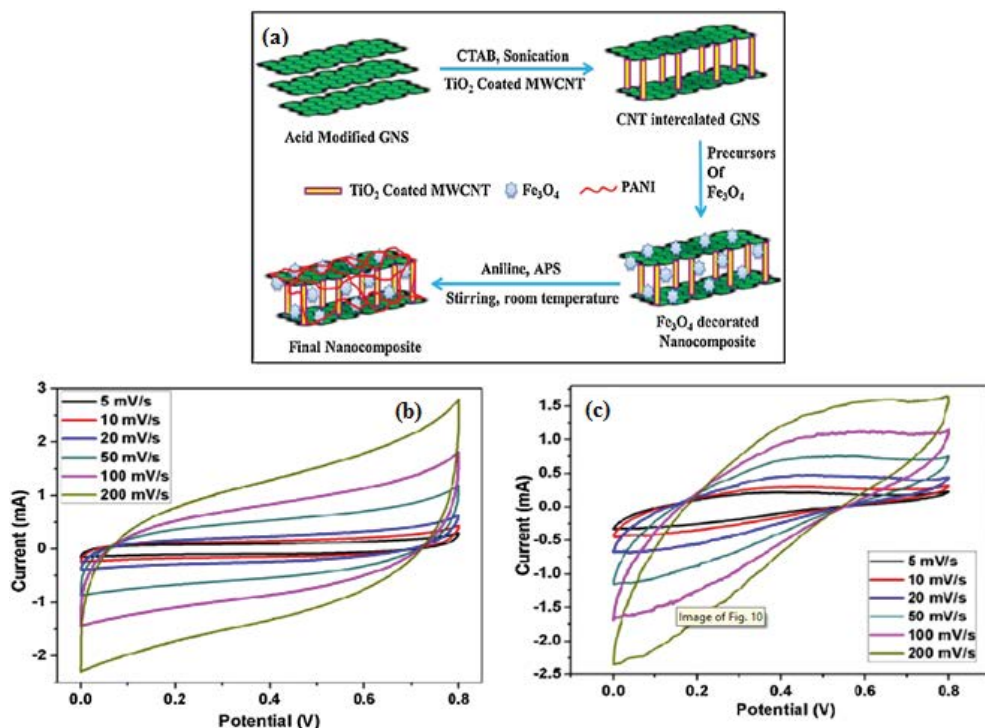 (a)
CTAB, Sonication
TiO2 Coated MWCNT
Acid Modified GNS
CNT intercalated GNS
Precursors
Of
Fe3O4
TiO2 Coated MWCNT
Fe3O4
PANI
Aniline, APS
Stirring, room temperature
Final Nanocomposite
Fe3O4 decorated
Nanocomposite
(b)
5 mV/s
10 mV/s
20 mV/s
50 mV/s
100 mV/s
200 mV/s
Current (mA)
3
2
1
0
-1
-2
0.0 0.2 0.4 0.6 0.8
Potential (V)
(c)
Current (mA)
1.5
1.0
0.5
0.0
-0.5
-1.0
-1.5
-2.0
-2.5
Image of Fig. 10
5 mV/s
10 mV/s
20 mV/s
50 mV/s
100 mV/s
200 mV/s
0.0 0.2 0.4 0.6 0.8
Potential (V)